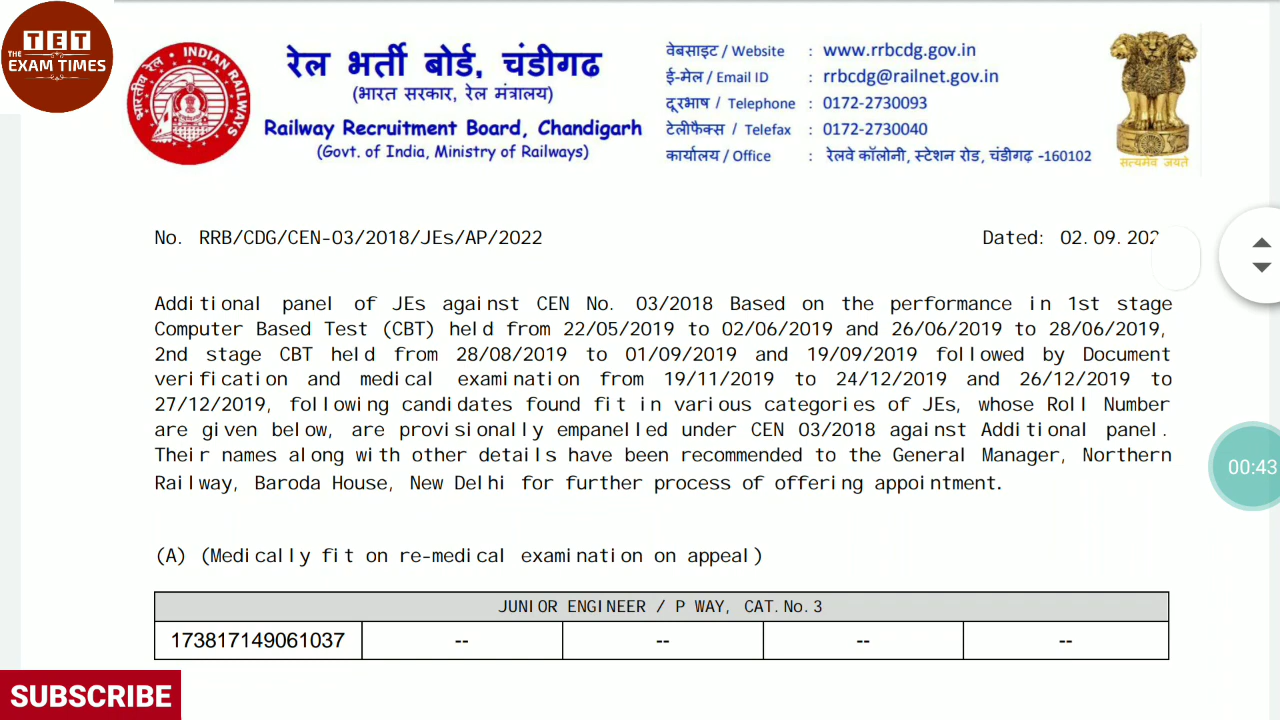 TET
THE
EXAM TIMES
भारतीय रेल • INDIAN RAILWAYS
रेल भर्ती बोर्ड, चंडीगढ
(भारत सरकार, रेल मंत्रालय)
Railway Recruitment Board, Chandigarh
(Govt. of India, Ministry of Railways)
वेबसाइट / Website : www.rrbcdg.gov.in
ई-मेल / Email ID : rrbcdg@railnet.gov.in
दूरभाष / Telephone : 0172-2730093
टेलीफैक्स / Telefax : 0172-2730040
कार्यालय / Office : रेलवे कॉलोनी, स्टेशन रोड, चंडीगढ़ -160102
सत्यमेव जयते
No. RRB/CDG/CEN-03/2018/JEs/AP/2022
Dated: 02.09.202
Additional panel of JEs against CEN No. 03/2018 Based on the performance in 1st stage
Computer Based Test (CBT) held from 22/05/2019 to 02/06/2019 and 26/06/2019 to 28/06/2019,
2nd stage CBT held from 28/08/2019 to 01/09/2019 and 19/09/2019 followed by Document
verification and medical examination from 19/11/2019 to 24/12/2019 and 26/12/2019 to
27/12/2019, following candidates found fit in various categories of JEs, whose Roll Number
are given below, are provisionally empanelled under CEN 03/2018 against Additional panel.
Their names along with other details have been recommended to the General Manager, Northern
Railway, Baroda House, New Delhi for further process of offering appointment.
00:43
(A) (Medically fit on re-medical examination on appeal)
JUNIOR ENGINEER / P WAY, CAT.No.3
173817149061037 -- -- -- --
SUBSCRIBE